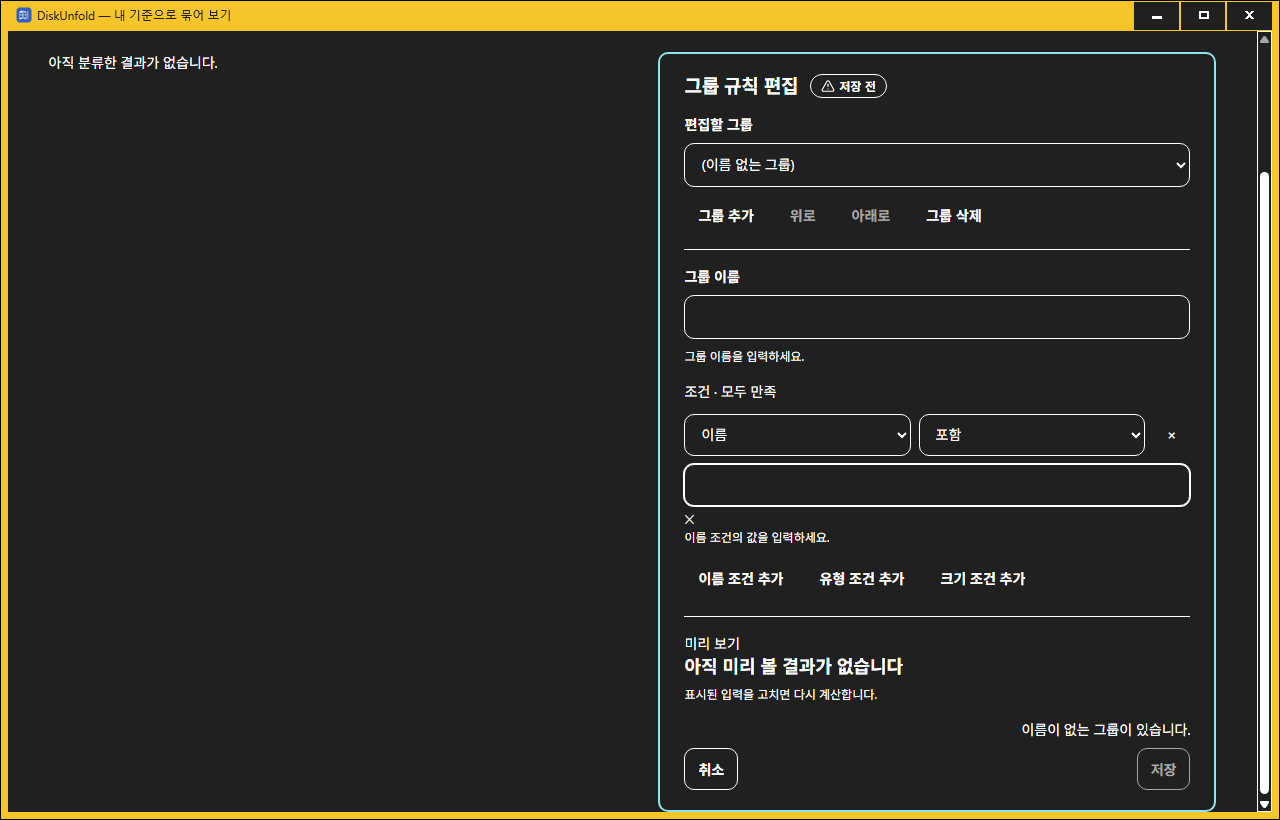 DiskUnfold — 내 기준으로 묶어 보기
아직 분류한 결과가 없습니다.
그룹 규칙 편집
저장 전
편집할 그룹
(이름 없는 그룹)
그룹 추가 위로 아래로 그룹 삭제
그룹 이름
그룹 이름을 입력하세요.
조건 · 모두 만족
이름 포함 ×
이름 조건의 값을 입력하세요.
이름 조건 추가 유형 조건 추가 크기 조건 추가
미리 보기
아직 미리 볼 결과가 없습니다
표시된 입력을 고치면 다시 계산합니다.
이름이 없는 그룹이 있습니다.
취소 저장